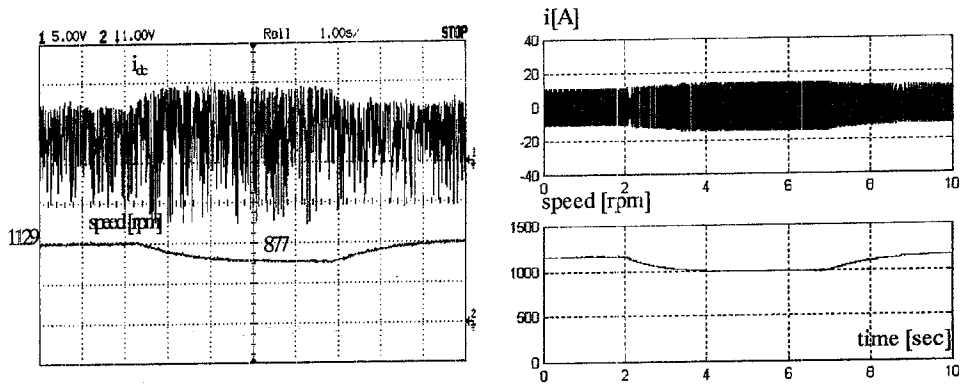 1 5.00V 2 ↓1.00V Roll 1.00s/ STOP
i_dc
speed [rpm]
1129
877
i[A]
40
20
0
-20
-40
0 2 4 6 8 10
speed [rpm]
1500
1000
500
0
time [sec]
0 2 4 6 8 10